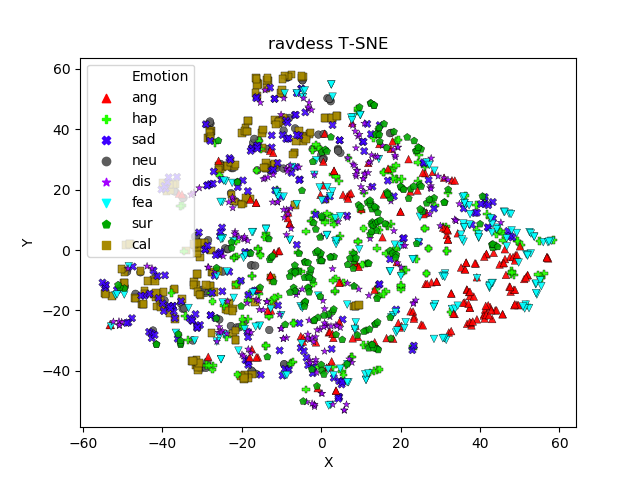 ravdess T-SNE
Emotion
ang
hap
sad
neu
dis
fea
sur
cal
60
40
20
0
−20
−40
Y
−60
−40
−20
0
20
40
60
X